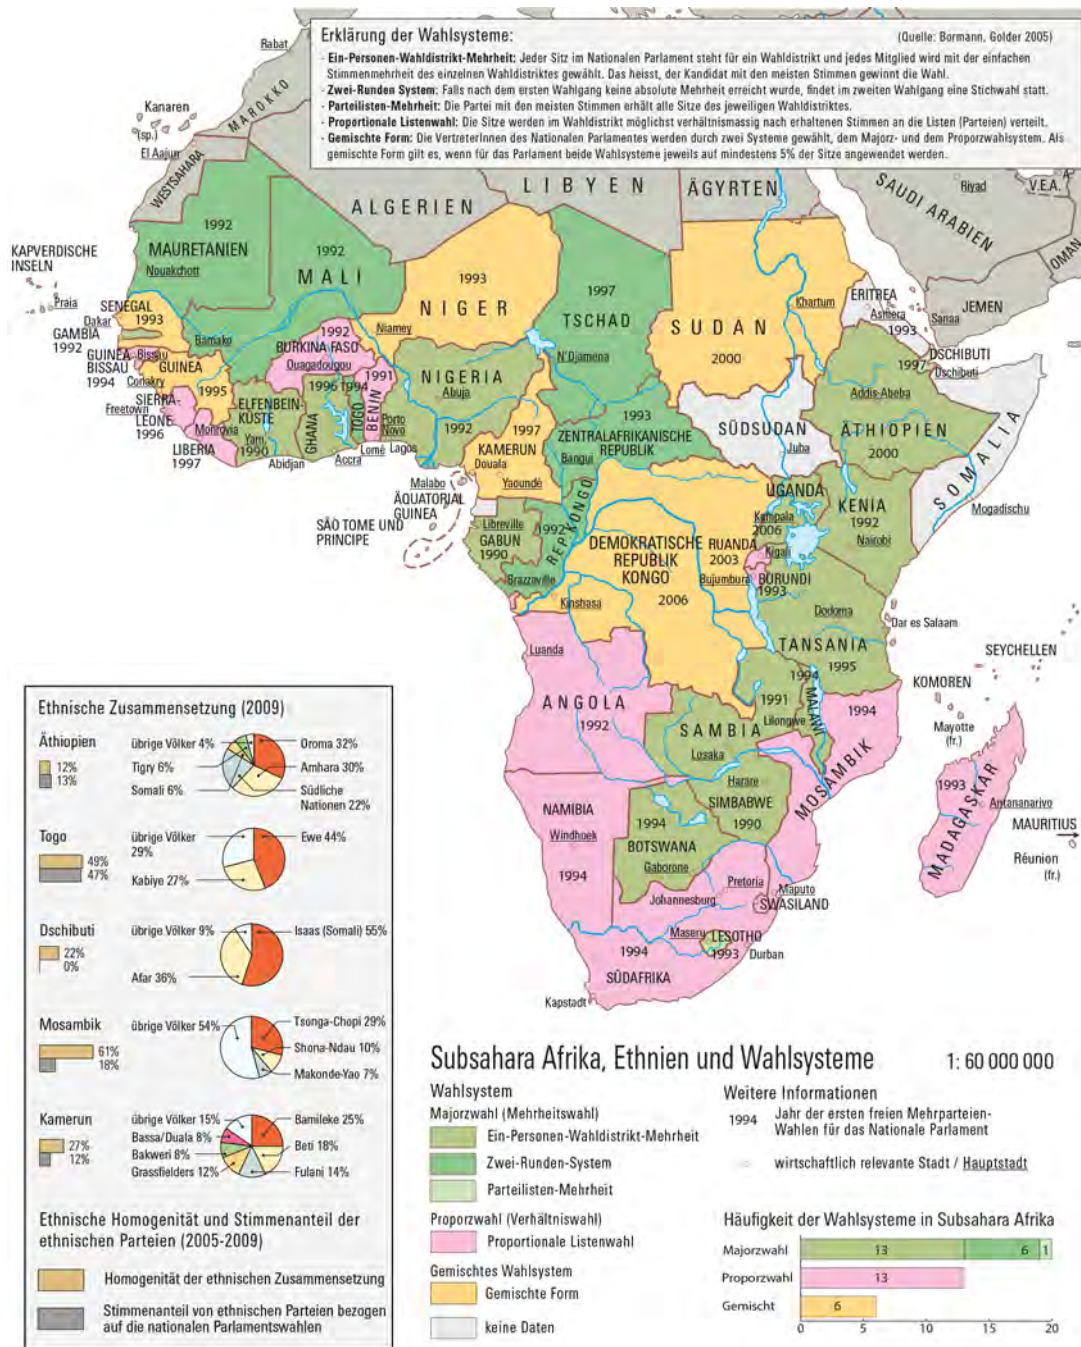 Erklärung der Wahlsysteme:
(Quelle: Bormann, Golder 2005)
- Ein-Personen-Wahldistrikt-Mehrheit: Jeder Sitz im Nationalen Parlament steht für ein Wahldistrikt und jedes Mitglied wird mit der einfachen
Stimmenmehrheit des einzelnen Wahldistriktes gewählt. Das heisst, der Kandidat mit den meisten Stimmen gewinnt die Wahl.
- Zwei-Runden System: Falls nach dem ersten Wahlgang keine absolute Mehrheit erreicht wurde, findet im zweiten Wahlgang eine Stichwahl statt.
- Parteilisten-Mehrheit: Die Partei mit den meisten Stimmen erhält alle Sitze des jeweiligen Wahldistriktes.
- Proportionale Listenwahl: Die Sitze werden im Wahldistrikt möglichst verhältnismassig nach erhaltenen Stimmen an die Listen (Parteien) verteilt.
- Gemischte Form: Die VertreterInnen des Nationalen Parlamentes werden durch zwei Systeme gewählt, dem Majorz- und dem Proporzwahlsystem. Als
gemischte Form gilt es, wenn für das Parlament beide Wahlsysteme jeweils auf mindestens 5% der Sitze angewendet werden.
Rabat
MAROKKO
Kanaren
(sp.)
El Aajun
WESTSAHARA
ALGERIEN
LIBYEN
ÄGYRTEN
SAUDI ARABIEN
Riyad
V.E.A.
OMAN
JEMEN
Sanaa
KAPVERDISCHE
INSELN
Praia
1992
MAURETANIEN
Nouakchott
1992
MALI
Bamako
1993
NIGER
Niamey
1997
TSCHAD
N'Djamena
SUDAN
2000
Khartum
ERITREA
Asmera
1993
DSCHIBUTI
Dschibuti
1997
SENEGAL
1993
Dakar
GAMBIA
1992
GUINEA
BISSAU
1994
Bissau
GUINEA
1995
Conakry
SIERRA-
LEONE
1996
Freetown
LIBERIA
1997
Monrovia
ELFENBEIN-
KÜSTE
Yam.
1990
Abidjan
1992
BURKINA FASO
Ouagadougou
1996
GHANA
Accra
1994
TOGO
Lomé
1991
BENIN
Porto
Novo
Lagos
NIGERIA
Abuja
1992
1997
KAMERUN
Douala
Yaoundé
1993
ZENTRALAFRIKANISCHE
REPUBLIK
Bangui
SÜDSUDAN
Juba
Addis-Abeba
ÄTHIOPIEN
2000
SOMALIA
Mogadischu
Malabo
ÄQUATORIAL
GUINEA
SÃO TOME UND
PRINCIPE
Libreville
GABUN
1990
1992
REP. KONGO
Brazzaville
DEMOKRATISCHE
REPUBLIK
KONGO
2006
Kinshasa
RUANDA
2003
Kigali
Bujumbura
BURUNDI
1993
UGANDA
Kampala
2006
KENIA
1992
Nairobi
Dodoma
TANSANIA
1995
Dar es Salaam
Luanda
ANGOLA
1992
SAMBIA
1991
Lusaka
1994
MALAWI
Lilongwe
1994
MOSAMBIK
Maputo
SEYCHELLEN
KOMOREN
Mayotte
(fr.)
1993
MADAGASKAR
Antananarivo
MAURITIUS
Réunion
(fr.)
Harare
SIMBABWE
1990
1994
BOTSWANA
Gaborone
NAMIBIA
Windhoek
1994
Pretoria
Johannesburg
SWASILAND
Maseru
LESOTHO
1993
Durban
1994
SÜDAFRIKA
Kapstadt
Ethnische Zusammensetzung (2009)
Äthiopien
12%
13%
übrige Völker 4%
Tigry 6%
Somali 6%
Oroma 32%
Amhara 30%
Südliche
Nationen 22%
Togo
49%
47%
übrige Völker
29%
Kabiye 27%
Ewe 44%
Dschibuti
22%
0%
übrige Völker 9%
Afar 36%
Isaas (Somali) 55%
Mosambik
61%
18%
übrige Völker 54%
Tsonga-Chopi 29%
Shona-Ndau 10%
Makonde-Yao 7%
Kamerun
27%
12%
übrige Völker 15%
Bassa/Duala 8%
Bakweri 8%
Grassfielders 12%
Bamileke 25%
Beti 18%
Fulani 14%
Ethnische Homogenität und Stimmenanteil der
ethnischen Parteien (2005-2009)
Homogenität der ethnischen Zusammensetzung
Stimmenanteil von ethnischen Parteien bezogen
auf die nationalen Parlamentswahlen
Subsahara Afrika, Ethnien und Wahlsysteme
1: 60 000 000
Wahlsystem
Majorzwahl (Mehrheitswahl)
Ein-Personen-Wahldistrikt-Mehrheit
Zwei-Runden-System
Parteilisten-Mehrheit
Proporzwahl (Verhältniswahl)
Proportionale Listenwahl
Gemischtes Wahlsystem
Gemischte Form
keine Daten
Weitere Informationen
1994 Jahr der ersten freien Mehrparteien-
Wahlen für das Nationale Parlament
wirtschaftlich relevante Stadt / Hauptstadt
Häufigkeit der Wahlsysteme in Subsahara Afrika
Majorzwahl 13 6 1
Proporzwahl 13
Gemischt 6
0 5 10 15 20